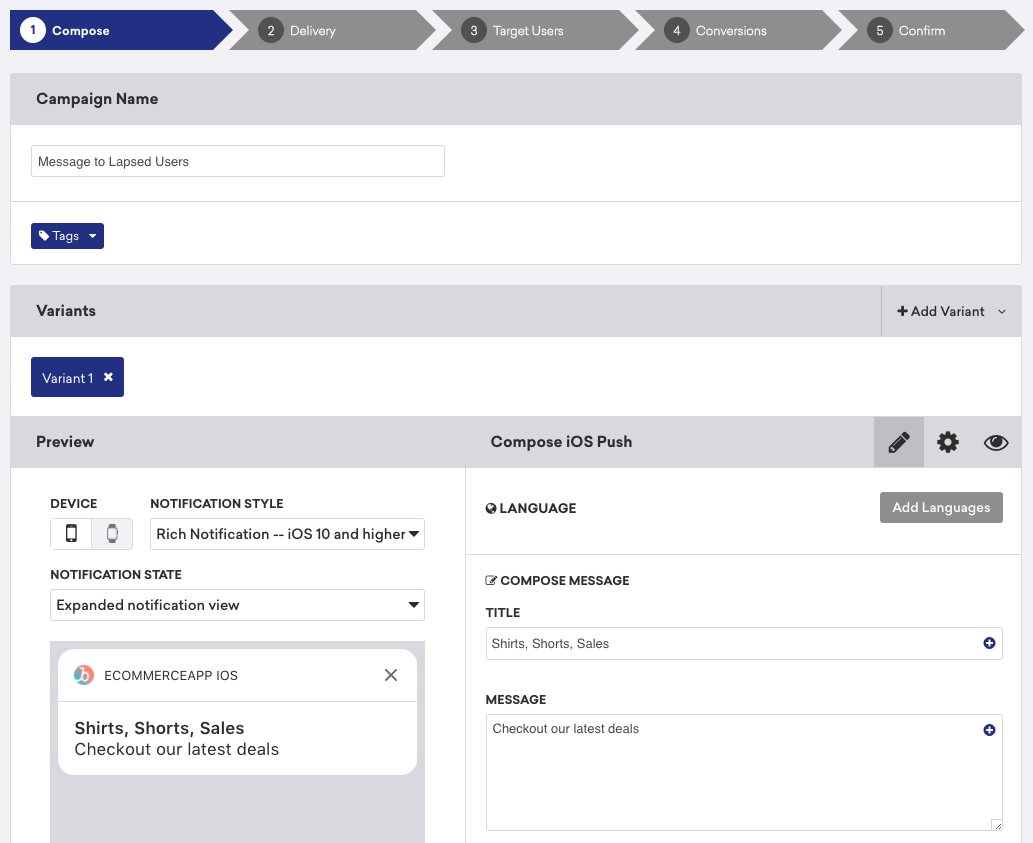 1 Compose 2 Delivery 3 Target Users 4 Conversions 5 Confirm
Campaign Name
Message to Lapsed Users
Tags
Variants + Add Variant
Variant 1 ×
Preview Compose iOS Push
DEVICE NOTIFICATION STYLE
Rich Notification -- iOS 10 and higher
NOTIFICATION STATE
Expanded notification view
b ECOMMERCEAPP IOS
Shirts, Shorts, Sales
Checkout our latest deals
LANGUAGE Add Languages
COMPOSE MESSAGE
TITLE
Shirts, Shorts, Sales
MESSAGE
Checkout our latest deals